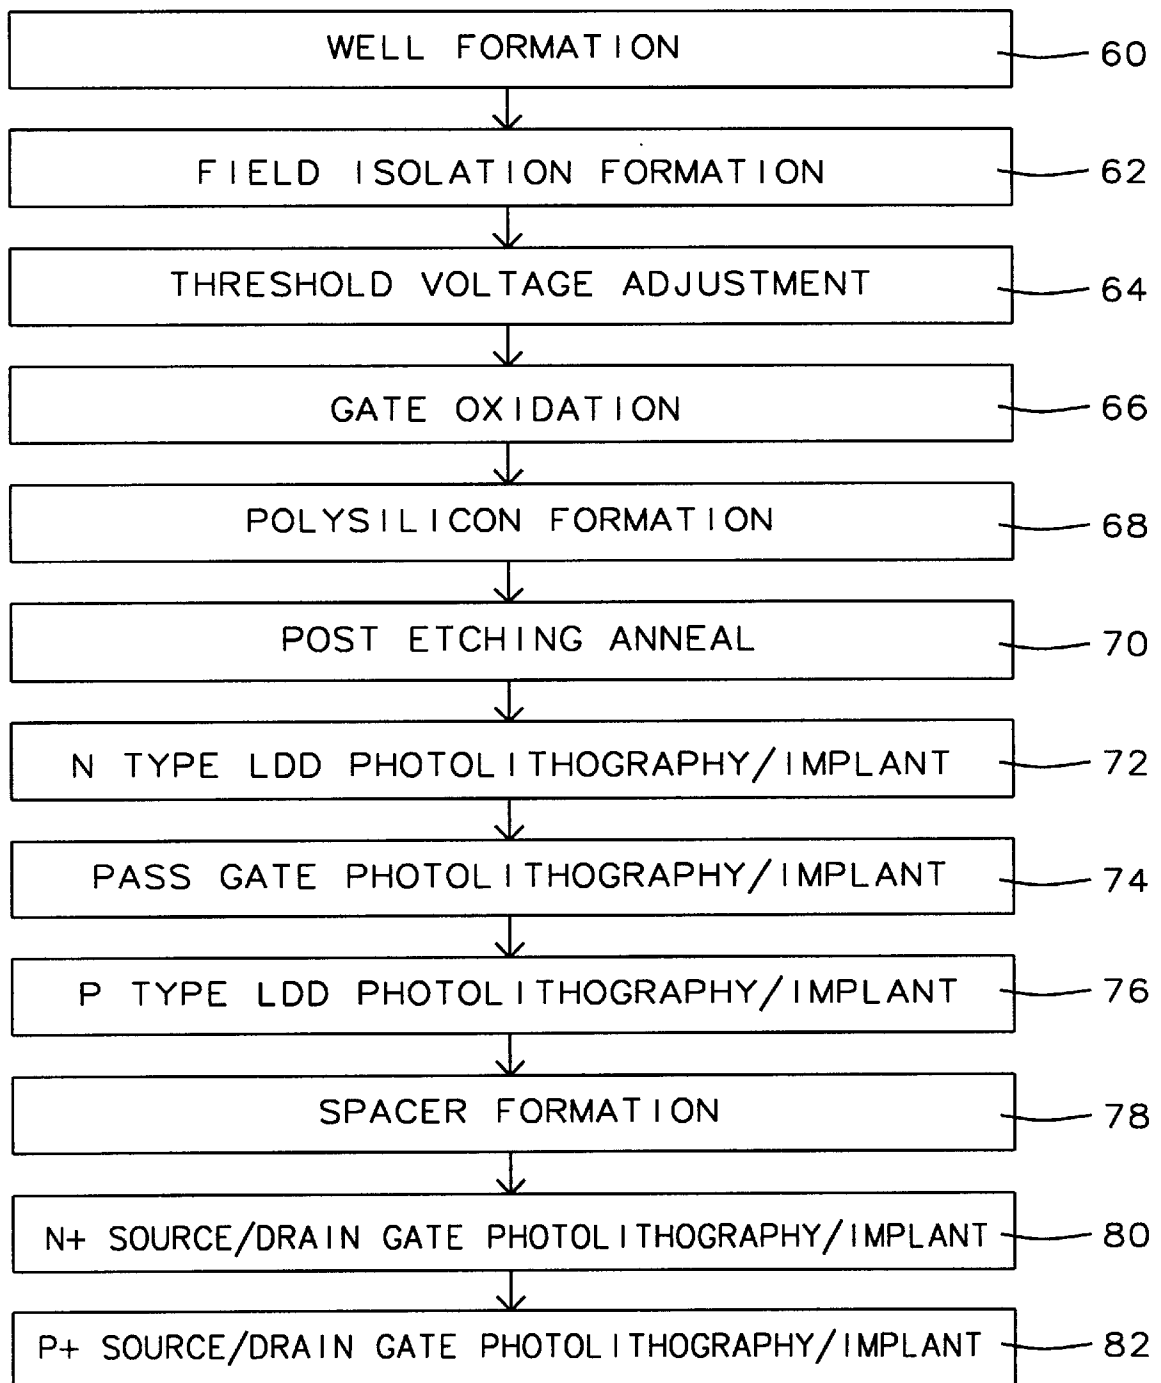 WELL FORMATION 60
FIELD ISOLATION FORMATION 62
THRESHOLD VOLTAGE ADJUSTMENT 64
GATE OXIDATION 66
POLYSILICON FORMATION 68
POST ETCHING ANNEAL 70
N TYPE LDD PHOTOLITHOGRAPHY/IMPLANT 72
PASS GATE PHOTOLITHOGRAPHY/IMPLANT 74
P TYPE LDD PHOTOLITHOGRAPHY/IMPLANT 76
SPACER FORMATION 78
N+ SOURCE/DRAIN GATE PHOTOLITHOGRAPHY/IMPLANT 80
P+ SOURCE/DRAIN GATE PHOTOLITHOGRAPHY/IMPLANT 82